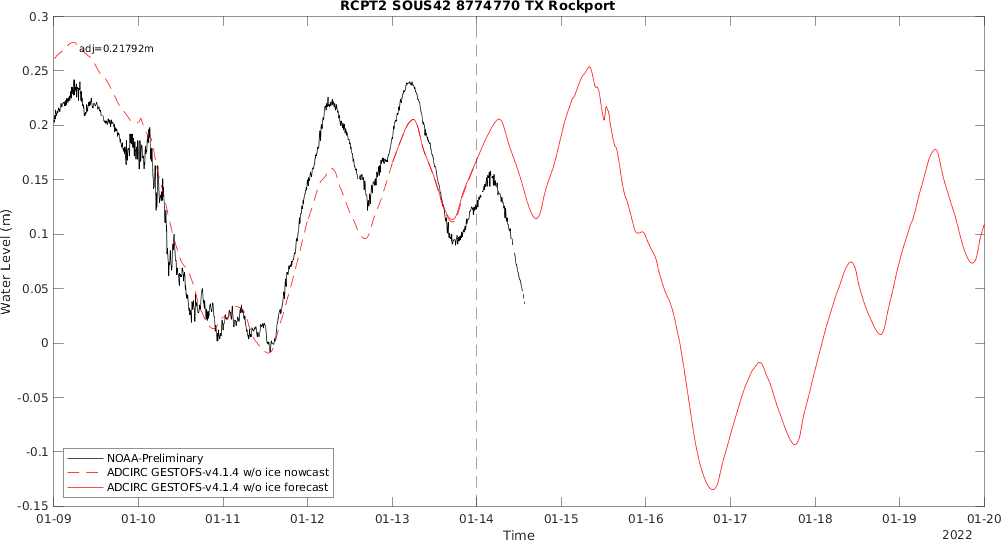 RCPT2 SOUS42 8774770 TX Rockport
0.3
adj=0.21792m
0.25
0.2
0.15
0.1
0.05
0
-0.05
-0.1
-0.15
Water Level (m)
NOAA-Preliminary
ADCIRC GESTOFS-v4.1.4 w/o ice nowcast
ADCIRC GESTOFS-v4.1.4 w/o ice forecast
01-09 01-10 01-11 01-12 01-13 01-14 01-15 01-16 01-17 01-18 01-19 01-20
Time
2022